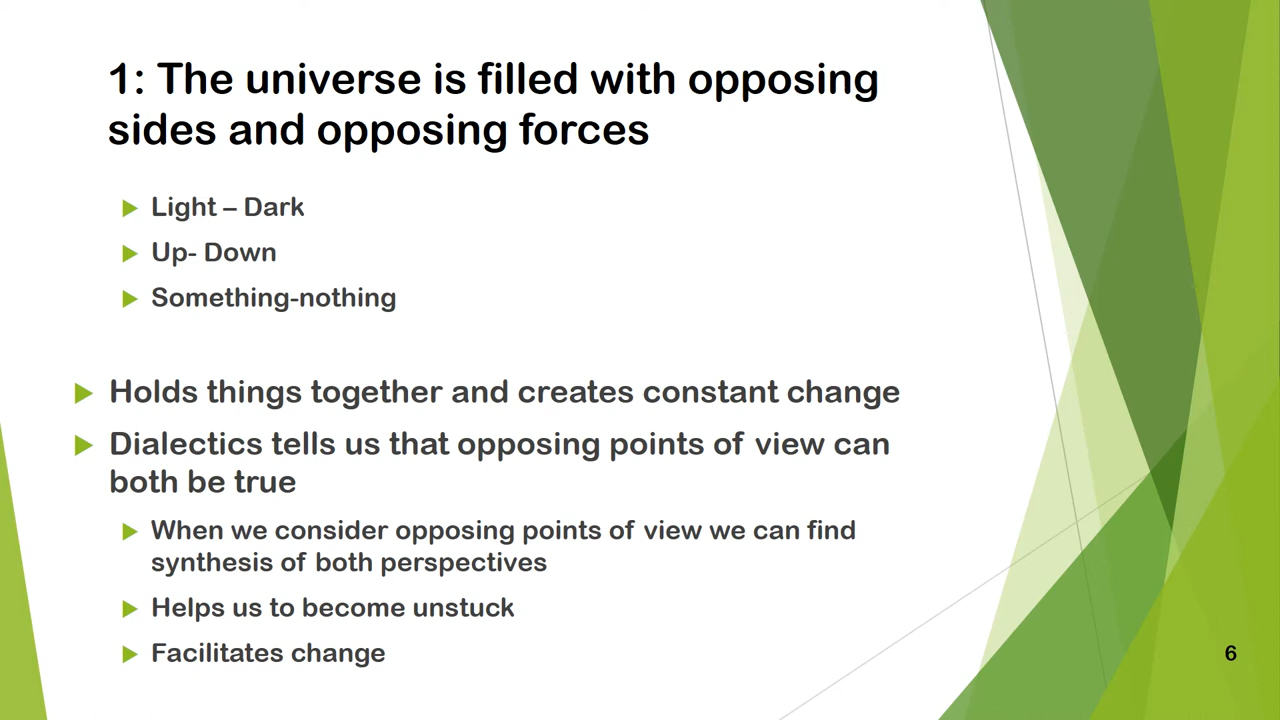 1: The universe is filled with opposing
sides and opposing forces
Light – Dark
Up- Down
Something-nothing
Holds things together and creates constant change
Dialectics tells us that opposing points of view can
both be true
When we consider opposing points of view we can find
synthesis of both perspectives
Helps us to become unstuck
Facilitates change
6